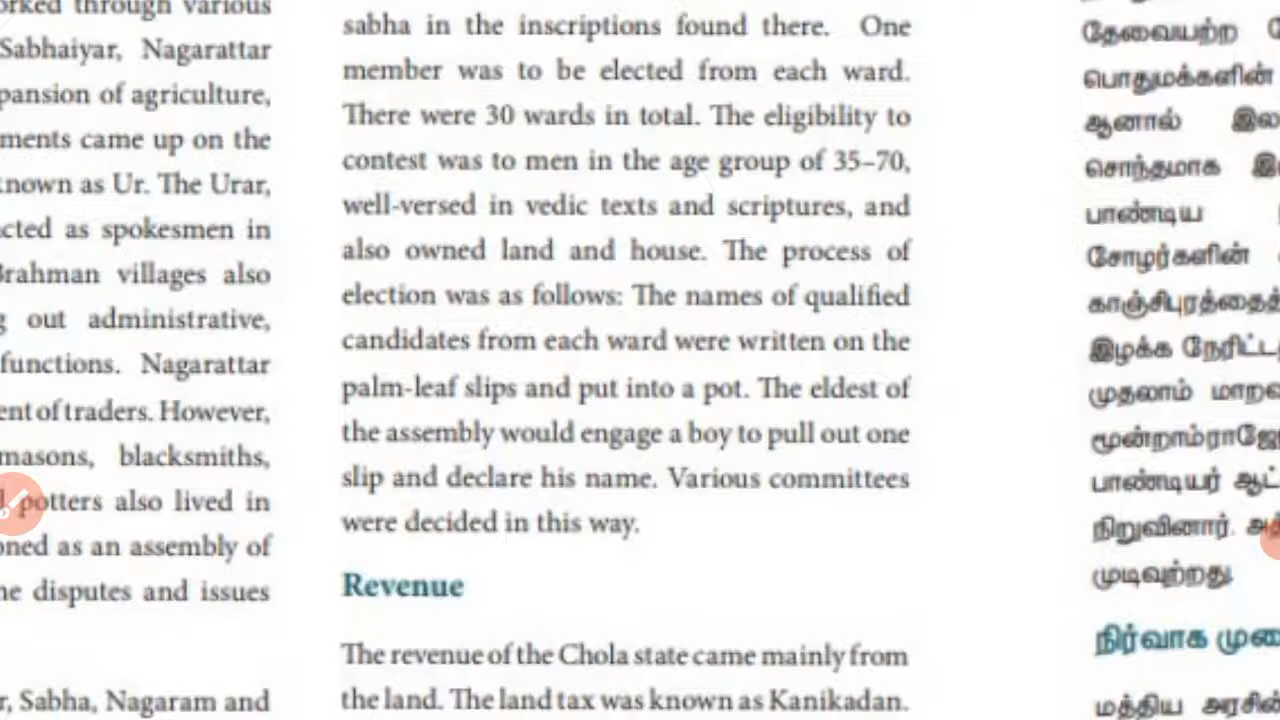 orked through various
Sabhaiyar, Nagarattar
pansion of agriculture,
ments came up on the
known as Ur. The Urar,
acted as spokesmen in
Brahman villages also
g out administrative,
functions. Nagarattar
ent of traders. However,
masons, blacksmiths,
potters also lived in
oned as an assembly of
he disputes and issues
r, Sabha, Nagaram and
sabha in the inscriptions found there. One
member was to be elected from each ward.
There were 30 wards in total. The eligibility to
contest was to men in the age group of 35–70,
well-versed in vedic texts and scriptures, and
also owned land and house. The process of
election was as follows: The names of qualified
candidates from each ward were written on the
palm-leaf slips and put into a pot. The eldest of
the assembly would engage a boy to pull out one
slip and declare his name. Various committees
were decided in this way.
Revenue
The revenue of the Chola state came mainly from
the land. The land tax was known as Kanikadan.
தேவையற்ற
பொதுமக்களின்
ஆனால் இல
சொந்தமாக
பாண்டிய
சோழர்களின்
காஞ்சிபுரத்தைத்
இழக்க நேரிட்ட
முதலாம் மாற
மூன்றாம்ராஜே
பாண்டியர் ஆட்
நிறுவினார்.
முடிவுற்றது.
நிர்வாக முறை
மத்திய அரசின்